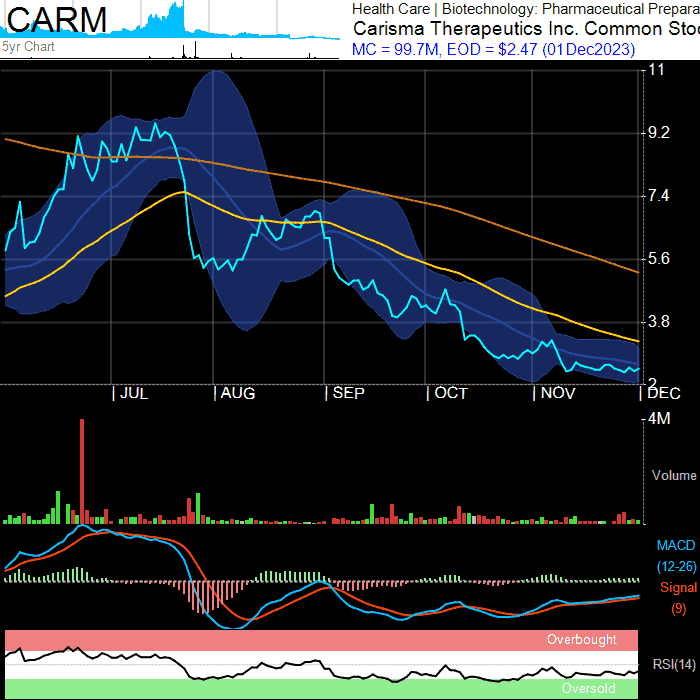 CARM
5yr Chart
Health Care | Biotechnology: Pharmaceutical Prepara
Carisma Therapeutics Inc. Common Stoc
MC = 99.7M, EOD = $2.47 (01Dec2023)
11
9.2
7.4
5.6
3.8
2
JUL AUG SEP OCT NOV DEC
4M
Volume
MACD
(12-26)
Signal
(9)
Overbought
RSI(14)
Oversold